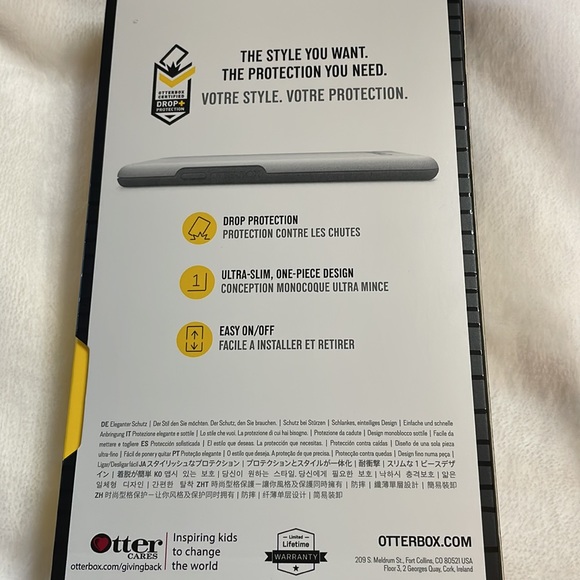 THE STYLE YOU WANT.
THE PROTECTION YOU NEED.
VOTRE STYLE. VOTRE PROTECTION.
OTTERBOX
CERTIFIED
DROP+
PROTECTION
DROP PROTECTION
PROTECTION CONTRE LES CHUTES
1
ULTRA-SLIM, ONE-PIECE DESIGN
CONCEPTION MONOCOQUE ULTRA MINCE
EASY ON/OFF
FACILE A INSTALLER ET RETIRER
DE Eleganter Schutz | Der Stil den Sie möchten. Der Schutz, den Sie brauchen. | Schutz bei Stürzen | Schlankes, einteiliges Design | Einfache und schnelle
Anbringung IT Protezione elegante e sottile | Lo stile che vuoi. La protezione di cui hai bisogno. | Protezione da cadute | Design monoblocco sottile | Facile da
mettere e togliere ES Protección sofisticada | El estilo que deseas. La protección que necesitas. | Protección contra caídas | Diseño de una sola pieza
ultra-fino | Fácil de poner y quitar PT Proteção elegante | O estilo que deseja. A proteção de que precisa. | Proteção contra quedas | Design fino numa peça |
Ligar/Desligar fácil JA スタイリッシュなプロテクション | プロテクションとスタイルが一体化 | 耐衝撃 | スリムな 1 ピースデザ
イン | 着脱が簡単 KO 맵시 있는 보호 | 당신이 원하는 스타일. 당신에게 필요한 보호 | 낙하시 충격보호 | 얇은
일체형 디자인 | 간편한 탈착 ZHT 時尚型格保護－讓你風格及保護同時擁有 | 防摔 | 纖薄單層設計 | 簡易裝卸
ZH 时尚型格保护－让你风格及保护同时拥有 | 防摔 | 纤薄单层设计 | 简易装卸
Otter
CARES
otterbox.com/givingback
Inspiring kids
to change
the world
Limited
Lifetime
WARRANTY
OTTERBOX.COM
209 S. Meldrum St., Fort Collins, CO 80521 USA
Floor 3, 2 Georges Quay, Cork, Ireland